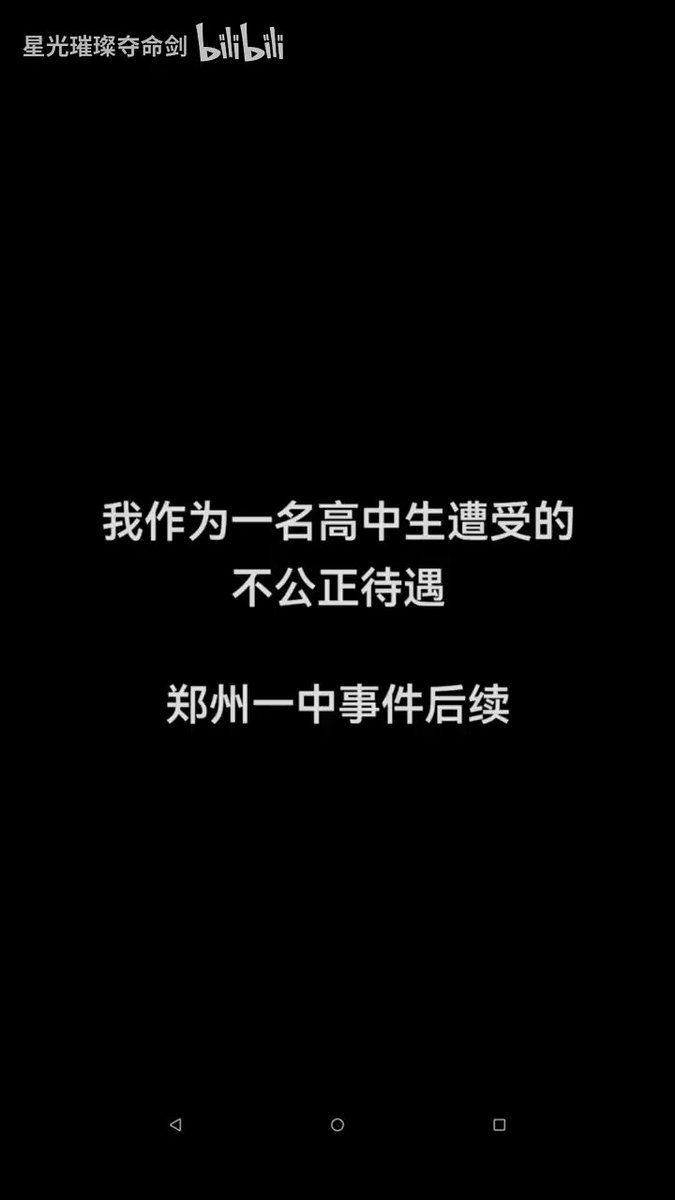 星光璀璨夺命剑 bilibili
我作为一名高中生遭受的
不公正待遇
郑州一中事件后续